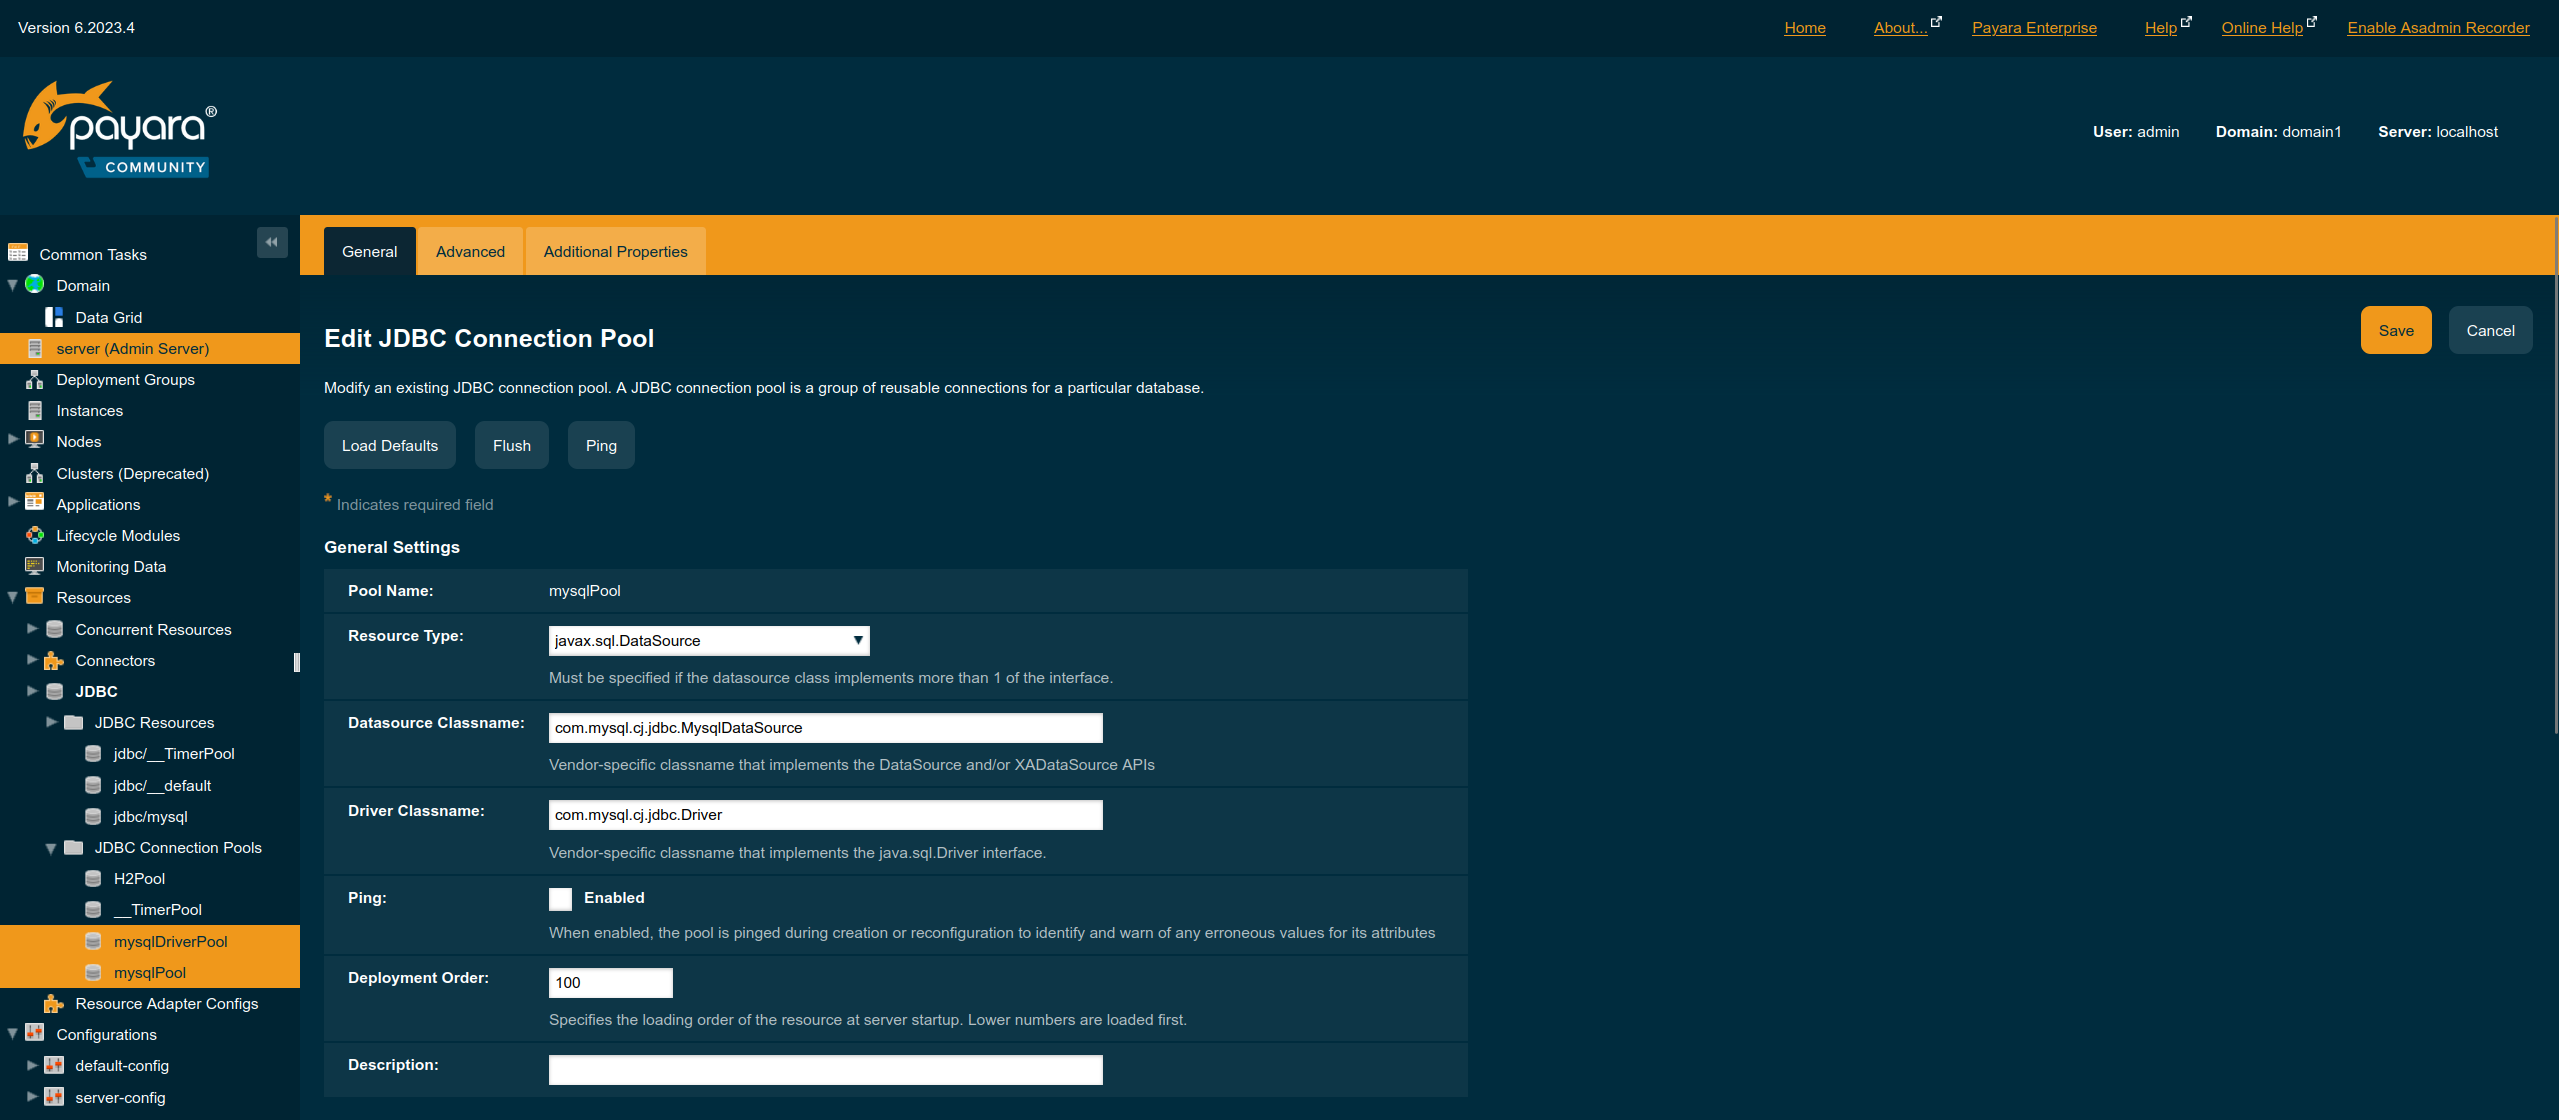 Version 6.2023.4
Home About... Payara Enterprise Help Online Help Enable Asadmin Recorder
payara®
COMMUNITY
User: admin Domain: domain1 Server: localhost
Common Tasks
Domain
Data Grid
server (Admin Server)
Deployment Groups
Instances
Nodes
Clusters (Deprecated)
Applications
Lifecycle Modules
Monitoring Data
Resources
Concurrent Resources
Connectors
JDBC
JDBC Resources
jdbc/__TimerPool
jdbc/__default
jdbc/mysql
JDBC Connection Pools
H2Pool
__TimerPool
mysqlDriverPool
mysqlPool
Resource Adapter Configs
Configurations
default-config
server-config
General Advanced Additional Properties
Edit JDBC Connection Pool
Save Cancel
Modify an existing JDBC connection pool. A JDBC connection pool is a group of reusable connections for a particular database.
Load Defaults Flush Ping
* Indicates required field
General Settings
Pool Name: mysqlPool
Resource Type: javax.sql.DataSource
Must be specified if the datasource class implements more than 1 of the interface.
Datasource Classname: com.mysql.cj.jdbc.MysqlDataSource
Vendor-specific classname that implements the DataSource and/or XADataSource APIs
Driver Classname: com.mysql.cj.jdbc.Driver
Vendor-specific classname that implements the java.sql.Driver interface.
Ping: Enabled
When enabled, the pool is pinged during creation or reconfiguration to identify and warn of any erroneous values for its attributes
Deployment Order: 100
Specifies the loading order of the resource at server startup. Lower numbers are loaded first.
Description: